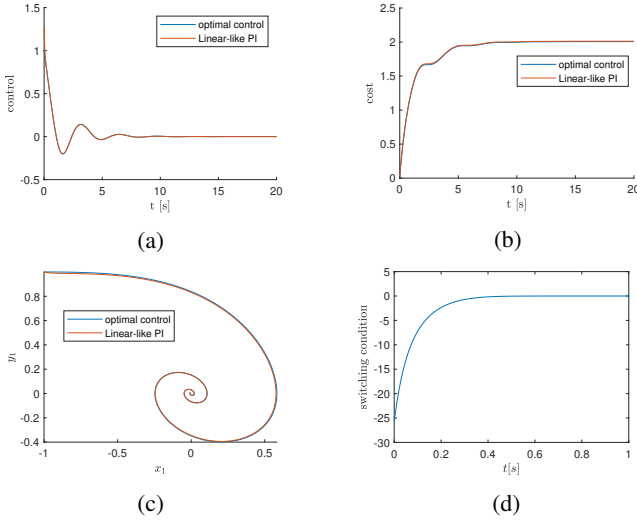 1.5
1
0.5
0
-0.5
control
optimal control
Linear-like PI
0 5 10 15 20
t [s]
(a)
2.5
2
1.5
1
0.5
0
cost
optimal control
Linear-like PI
0 5 10 15 20
t [s]
(b)
0.8
0.6
0.4
0.2
0
-0.2
-0.4
y₁
optimal control
Linear-like PI
-1 -0.5 0 0.5
x₁
(c)
5
0
-5
-10
-15
-20
-25
-30
switching condition
0 0.2 0.4 0.6 0.8 1
t[s]
(d)